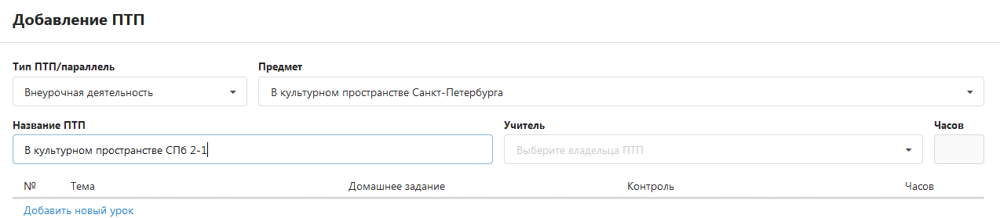 Добавление ПТП
Тип ПТП/параллель Предмет
Внеурочная деятельность В культурном пространстве Санкт-Петербурга
Название ПТП Учитель Часов
В культурном пространстве СПб 2-1 Выберите владельца ПТП
№ Тема Домашнее задание Контроль Часов
Добавить новый урок